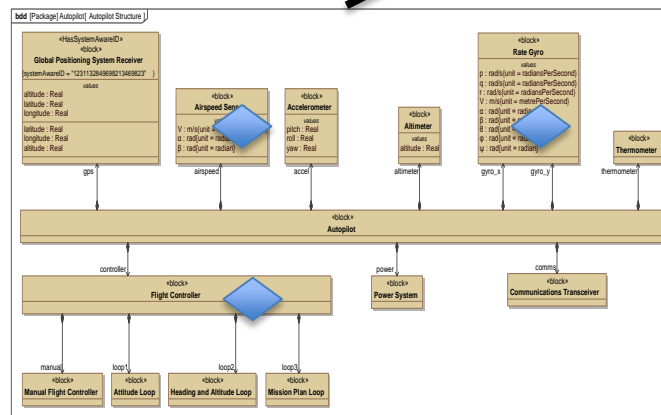 bdd [Package] Autopilot[ Autopilot Structure ]
«HasSystemAwareID»
«block»
Global Positioning System Receiver
{systemAwareID = "12311328496982134698​23" }
values
altitude : Real
latitude : Real
longitude : Real
latitude : Real
longitude : Real
altitude : Real
«block»
Airspeed
values
V : m/s{unit =
α : rad{unit =
β : rad{unit = radian}
«block»
Accelerometer
values
pitch : Real
roll : Real
yaw : Real
«block»
Altimeter
values
altitude : Real
«block»
Rate Gyro
values
p : rad/s{unit = radiansPerSecond}
q : rad/s{unit = radiansPerSecond}
r : rad/s{unit = radiansPerSecond}
V : m/s{unit = metrePerSecond}
α : rad{unit
β : rad{unit
θ : rad{unit
φ : rad{unit = radian}
ψ : rad{unit = radian}
«block»
Thermometer
gps
airspeed
accel
altimeter
gyro_x
gyro_y
thermometer
«block»
Autopilot
controller
power
comms
«block»
Flight Controller
«block»
Power System
«block»
Communications Transceiver
manual
loop1
loop2
loop3
«block»
Manual Flight Controller
«block»
Attitude Loop
«block»
Heading and Altitude Loop
«block»
Mission Plan Loop